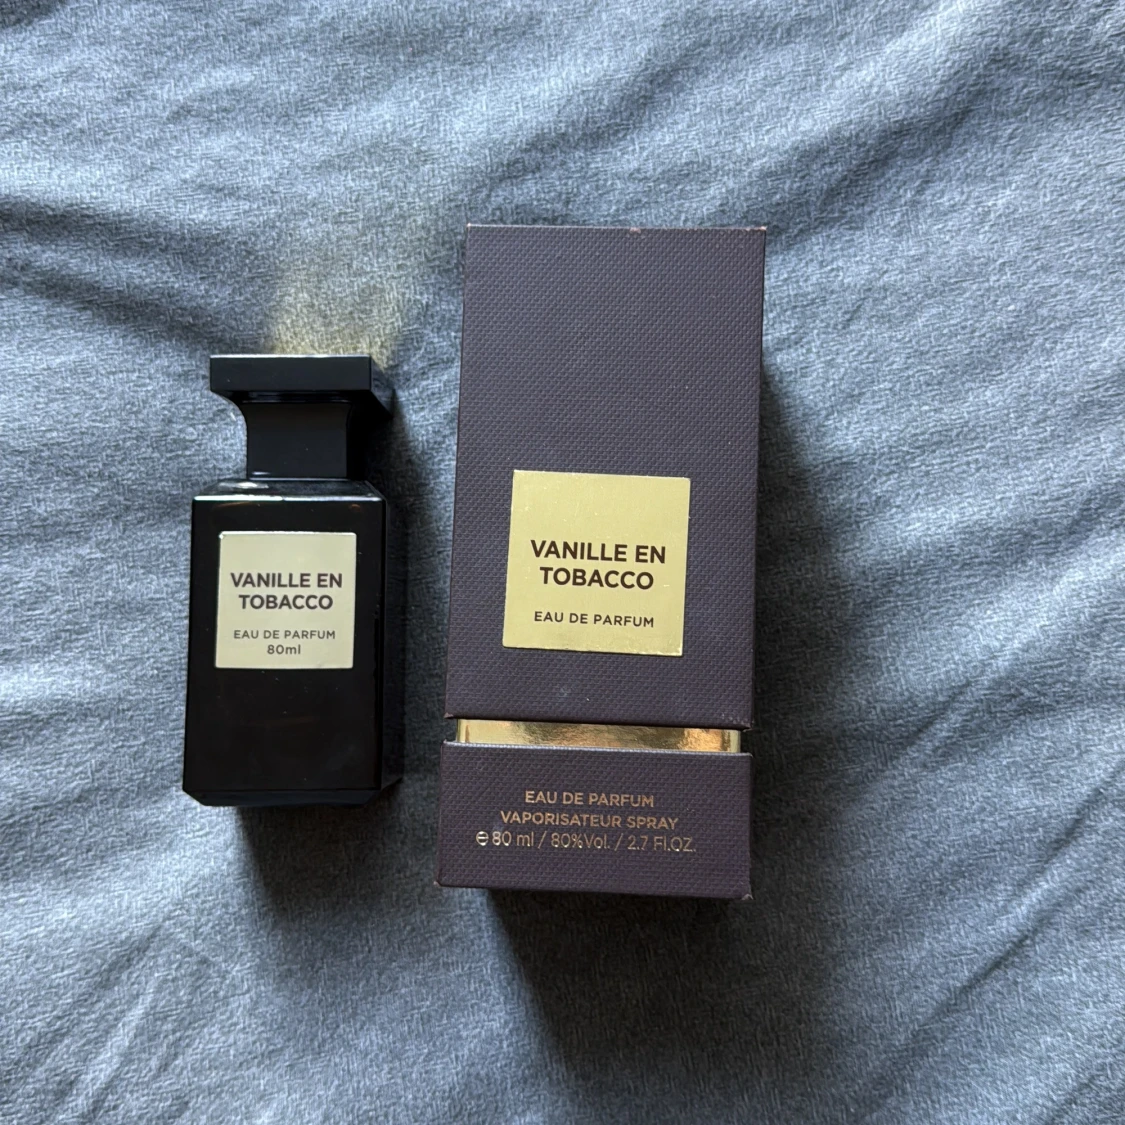 VANILLE EN
TOBACCO
EAU DE PARFUM
80ml
VANILLE EN
TOBACCO
EAU DE PARFUM
EAU DE PARFUM
VAPORISATEUR SPRAY
℮ 80 ml / 80%Vol. / 2.7 Fl.OZ.